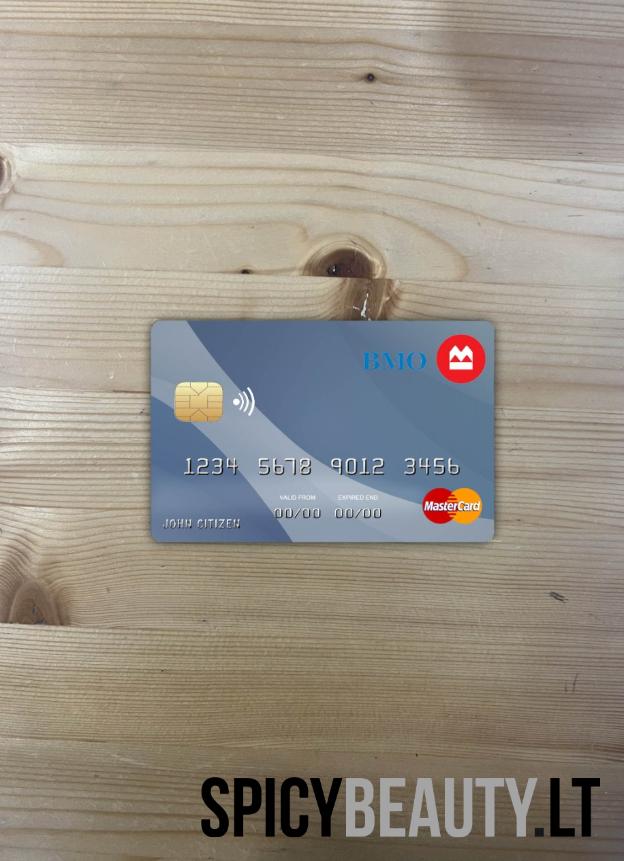 BMO
1234 5678 9012 3456
VALID FROM EXPIRED END
00/00 00/00
MasterCard
JOHN CITIZEN
SPICYBEAUTY.LT